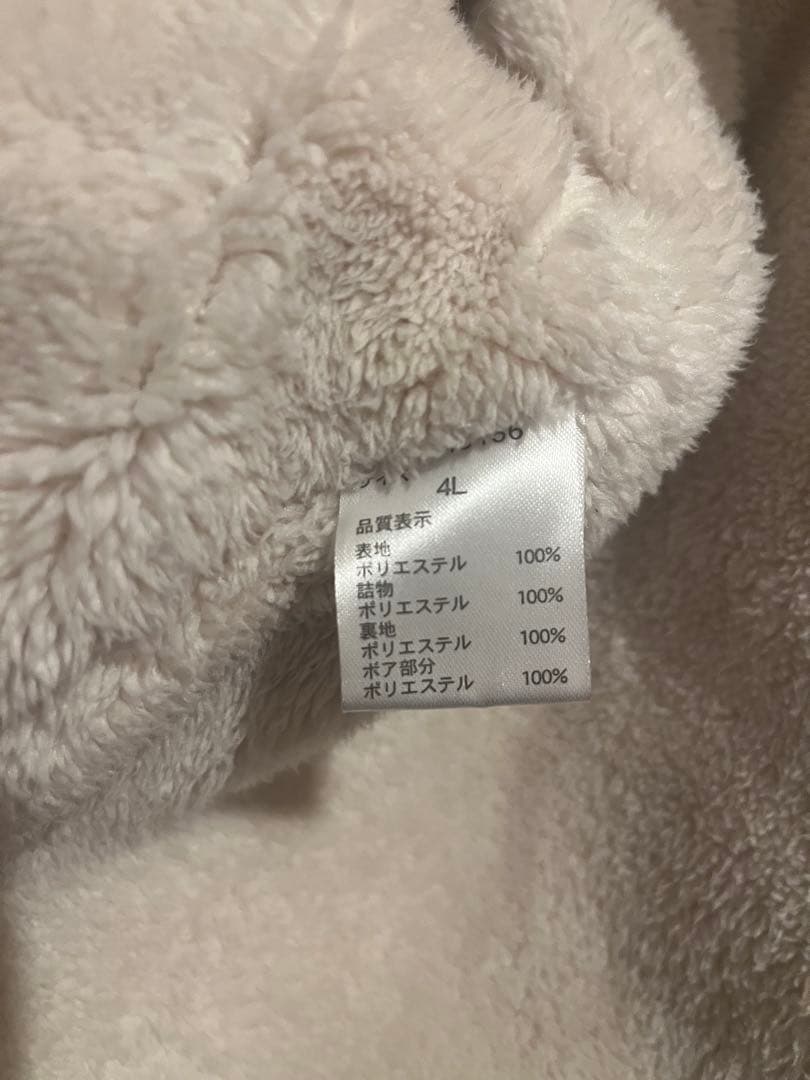 4L
品質表示
表地
ポリエステル 100%
詰物
ポリエステル 100%
裏地
ポリエステル 100%
ボア部分
ポリエステル 100%